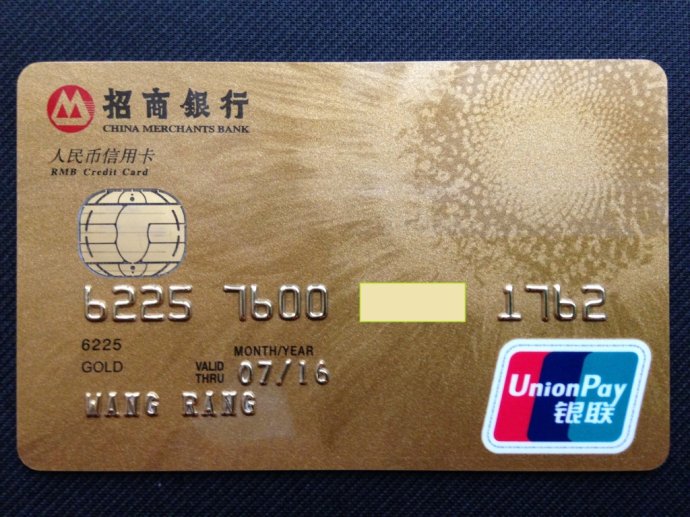 招商銀行
CHINA MERCHANTS BANK
人民币信用卡
RMB Credit Card
6225 7600 1762
6225
MONTH/YEAR
GOLD VALID THRU 07/16
WANG RANG
UnionPay
银联